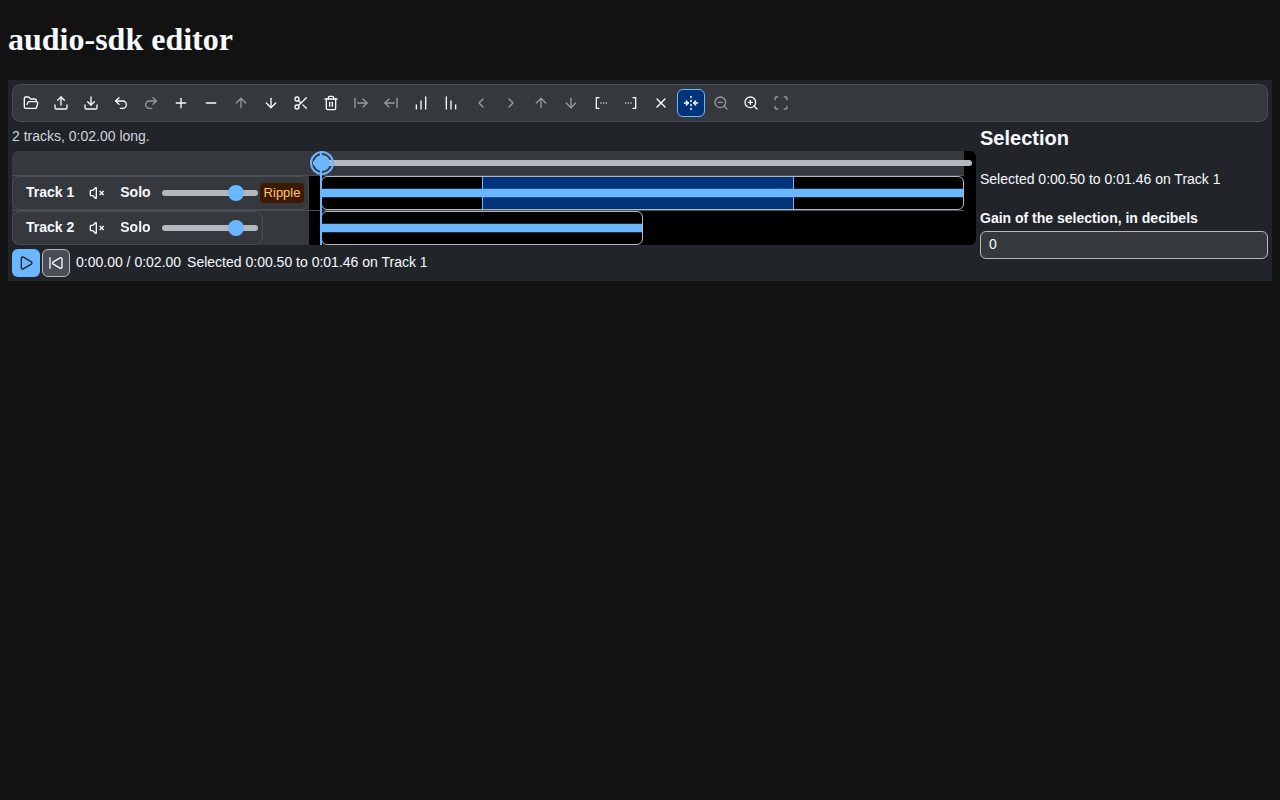 audio-sdk editor
2 tracks, 0:02.00 long.
Selection
Track 1 Solo Ripple
Selected 0:00.50 to 0:01.46 on Track 1
Track 2 Solo
Gain of the selection, in decibels
0
0:00.00 / 0:02.00 Selected 0:00.50 to 0:01.46 on Track 1